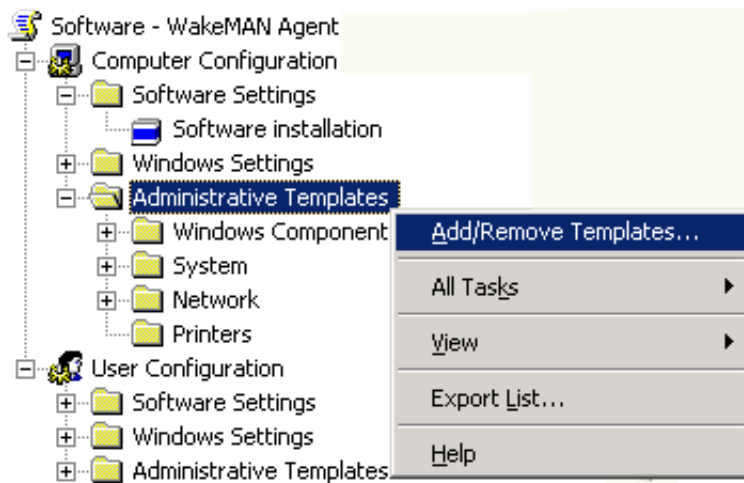 Software - WakeMAN Agent
Computer Configuration
Software Settings
Software installation
Windows Settings
Administrative Templates
Windows Component
System
Network
Printers
User Configuration
Software Settings
Windows Settings
Administrative Templates
Add/Remove Templates...
All Tasks
View
Export List...
Help